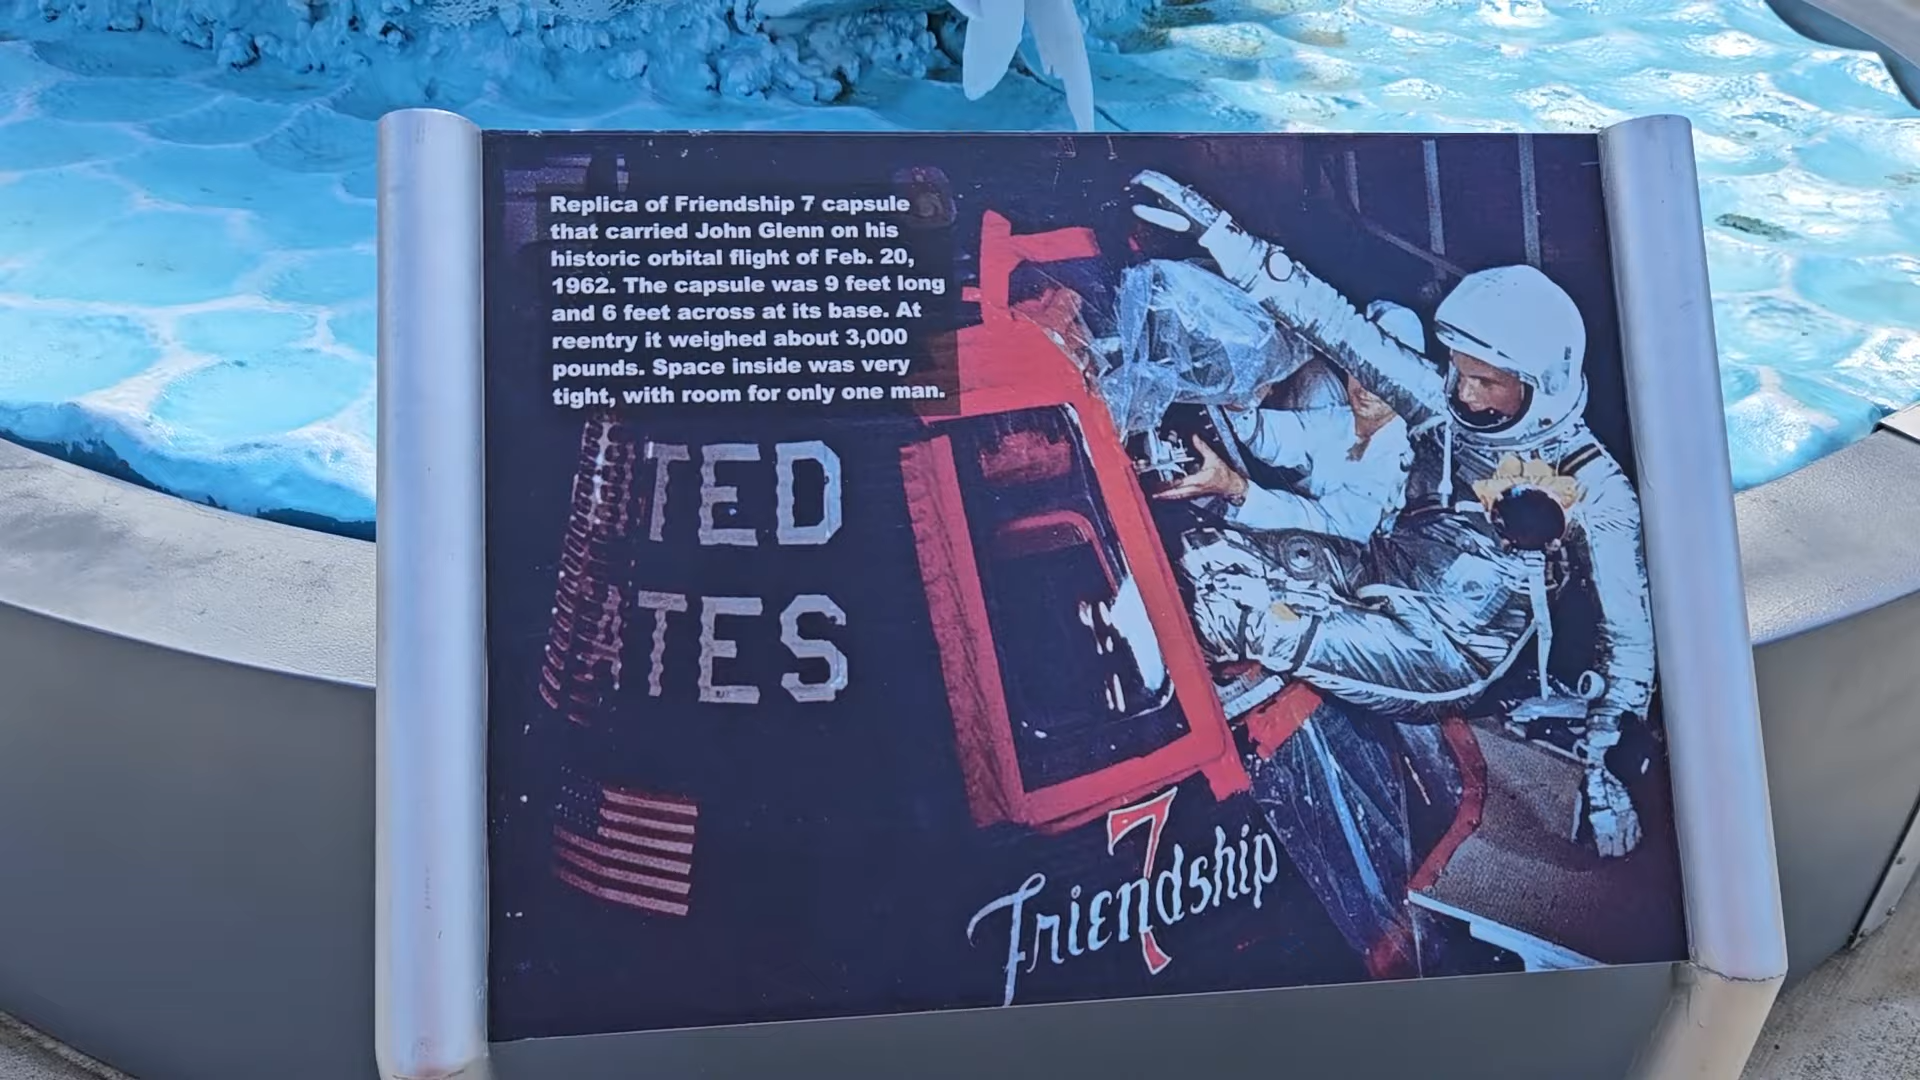 Replica of Friendship 7 capsule
that carried John Glenn on his
historic orbital flight of Feb. 20,
1962. The capsule was 9 feet long
and 6 feet across at its base. At
reentry it weighed about 3,000
pounds. Space inside was very
tight, with room for only one man.
TED
TES
Friendship
7